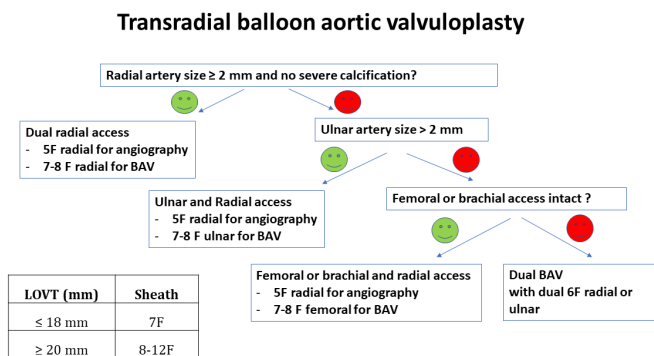 Transradial balloon aortic valvuloplasty
Radial artery size ≥ 2 mm and no severe calcification?
Dual radial access
- 5F radial for angiography
- 7-8 F radial for BAV
Ulnar artery size > 2 mm
Ulnar and Radial access
- 5F radial for angiography
- 7-8 F ulnar for BAV
Femoral or brachial access intact ?
Femoral or brachial and radial access
- 5F radial for angiography
- 7-8 F femoral for BAV
Dual BAV
with dual 6F radial or
ulnar
LOVT (mm) Sheath
≤ 18 mm 7F
≥ 20 mm 8-12F